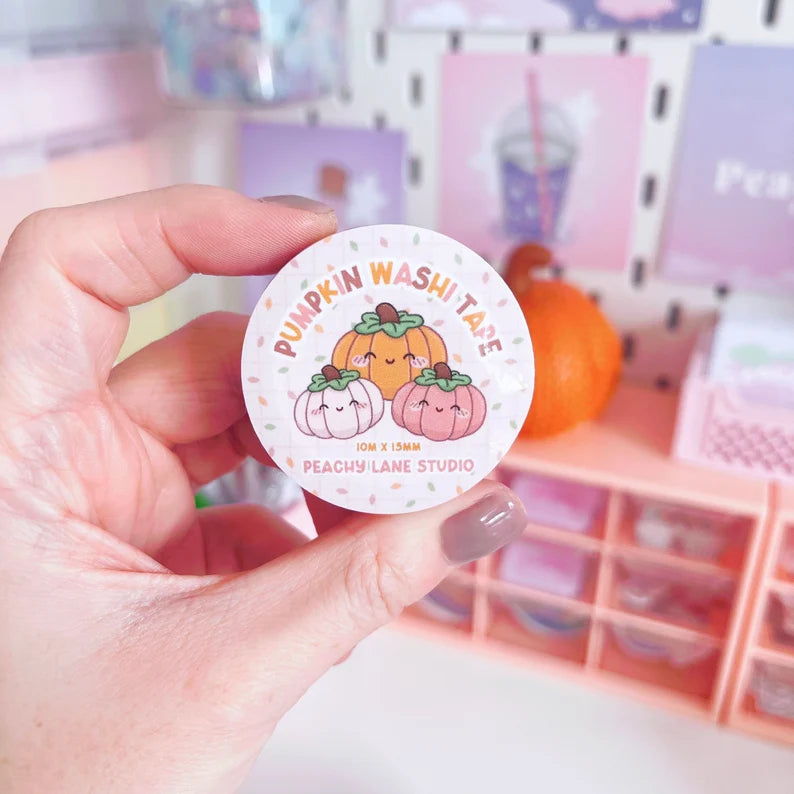 PUMPKIN WASHI TAPE
10M X 15MM
PEACHY LANE STUDIO